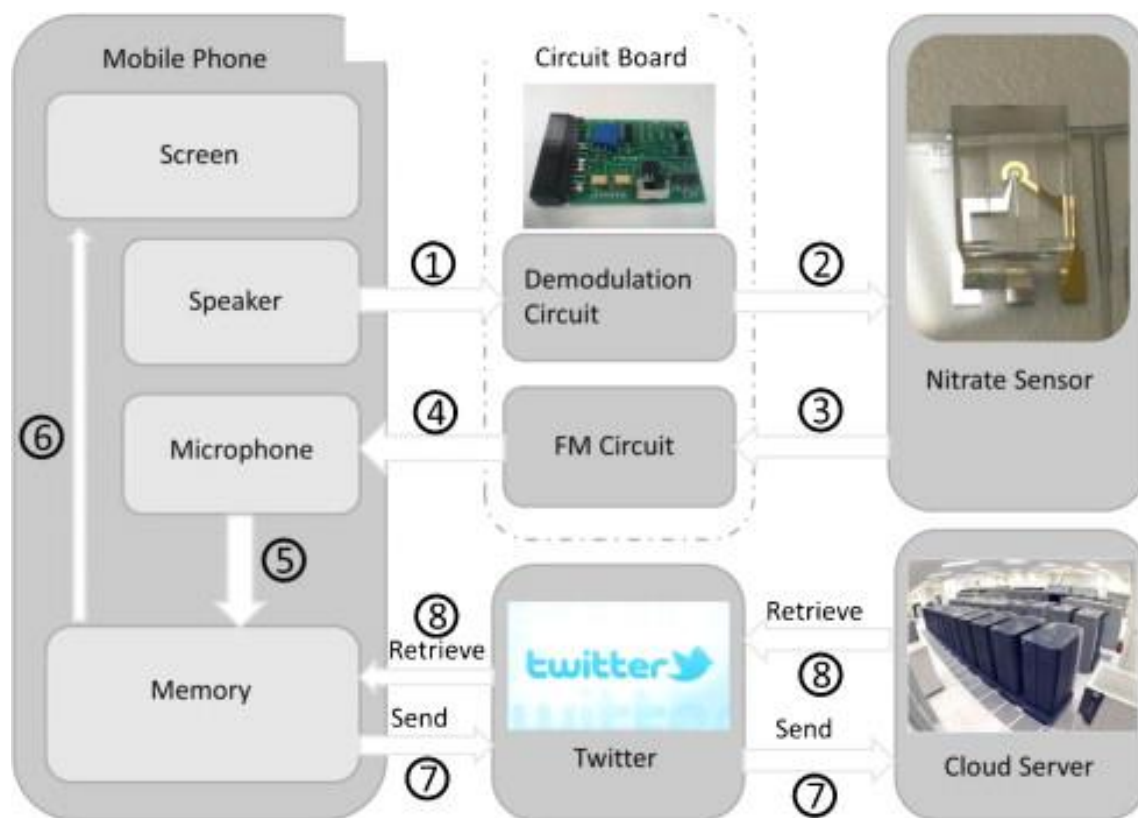 Mobile Phone
Screen
Speaker
Microphone
Memory
Circuit Board
Demodulation
Circuit
FM Circuit
Nitrate Sensor
①
②
③
④
⑤
⑥
⑧
Retrieve
Send
⑦
twitter
Twitter
Retrieve
⑧
Send
⑦
Cloud Server